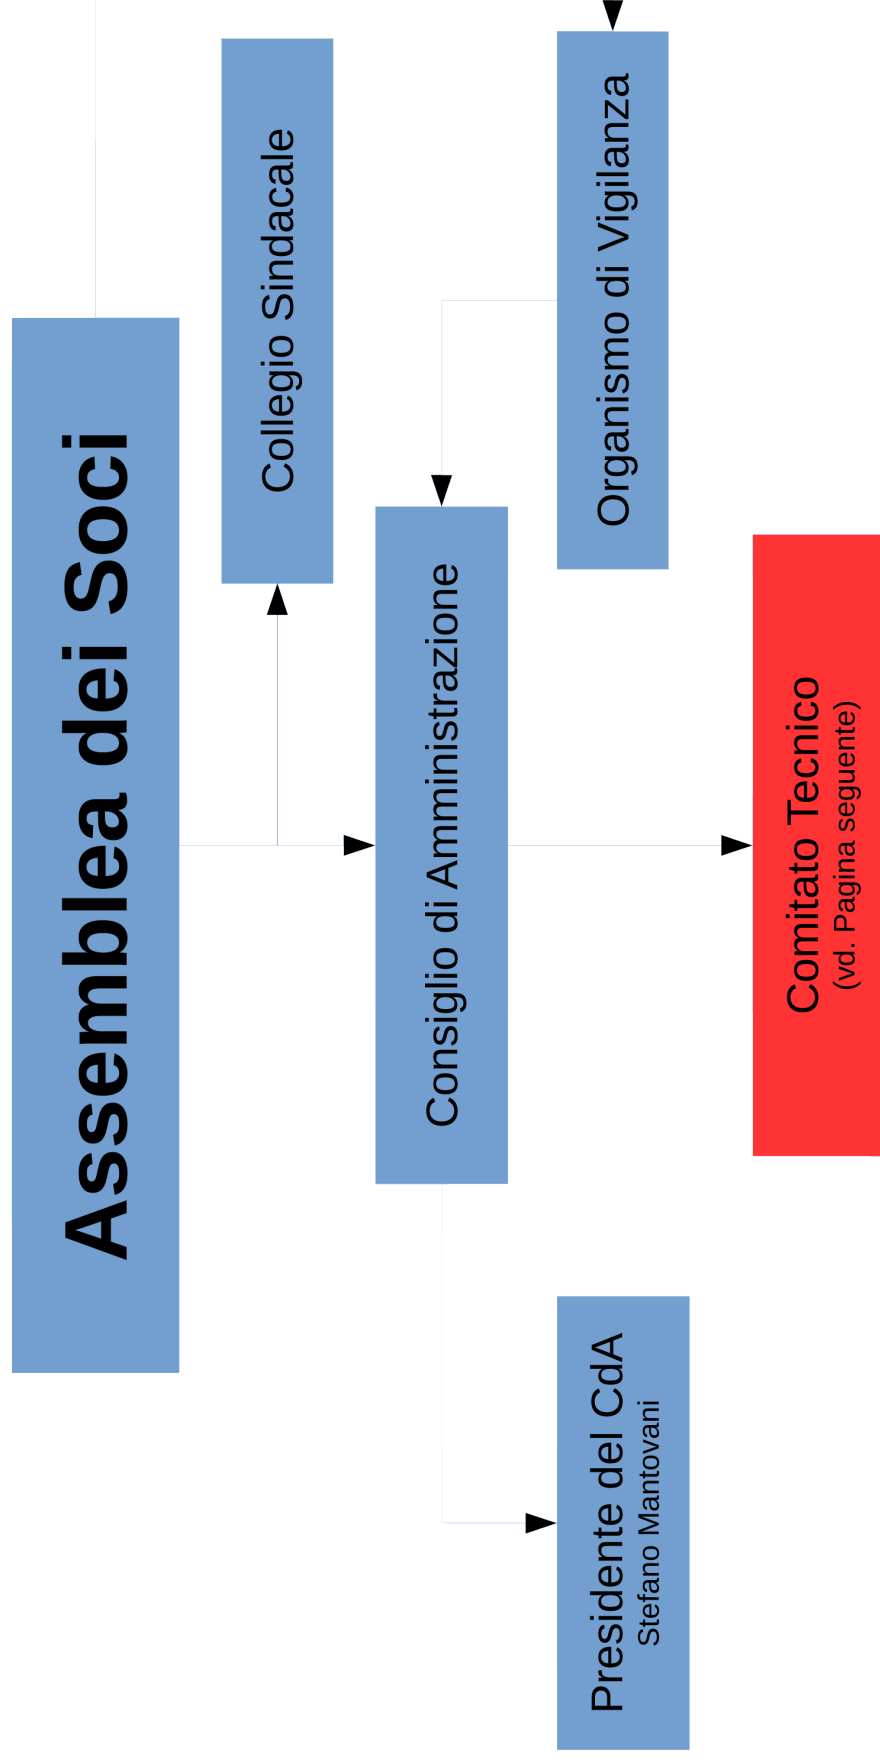 Assemblea dei Soci
Collegio Sindacale
Consiglio di Amministrazione
Presidente del CdA
Stefano Mantovani
Organismo di Vigilanza
Comitato Tecnico
(vd. Pagina seguente)